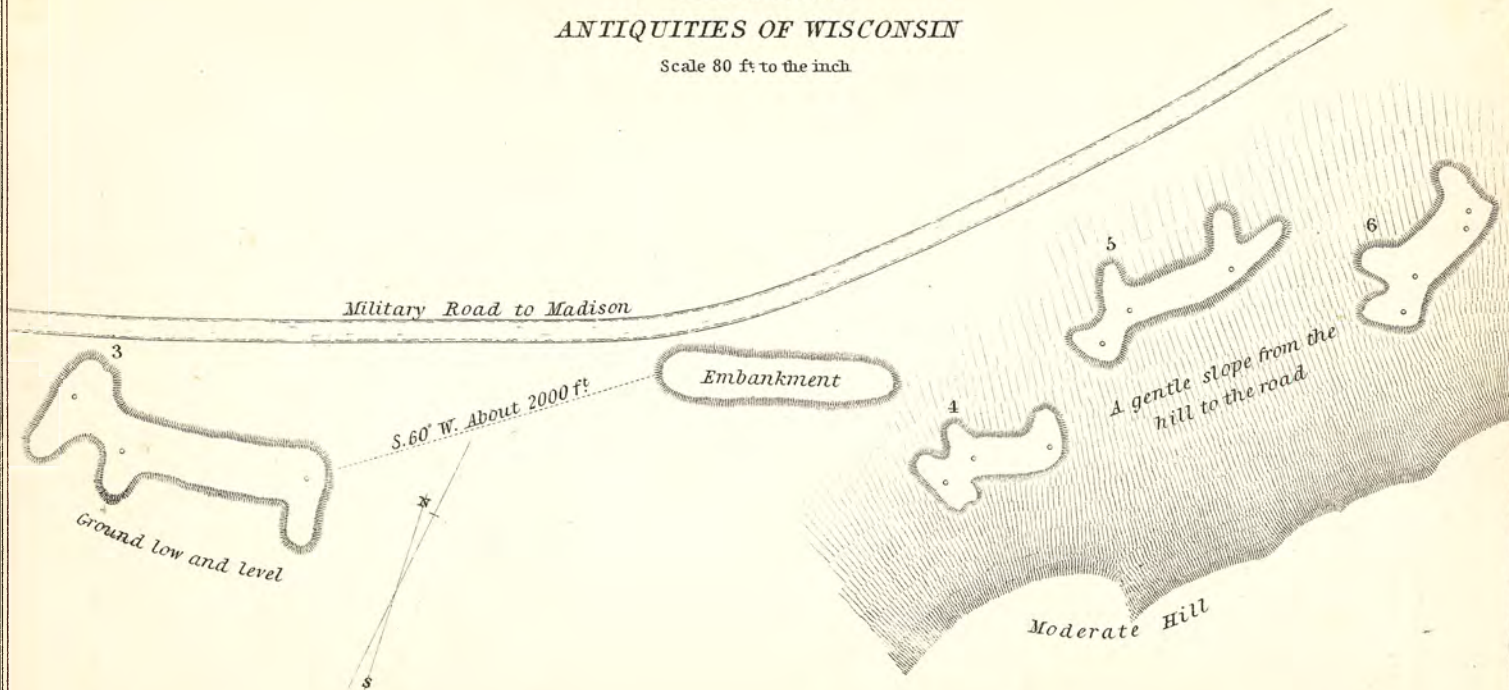 ANTIQUITIES OF WISCONSIN
Scale 80 ft. to the inch
Military Road to Madison
3
Embankment
S. 60° W. About 2000 ft
Ground low and level
N
S
4
5
6
A gentle slope from the
hill to the road
Moderate Hill